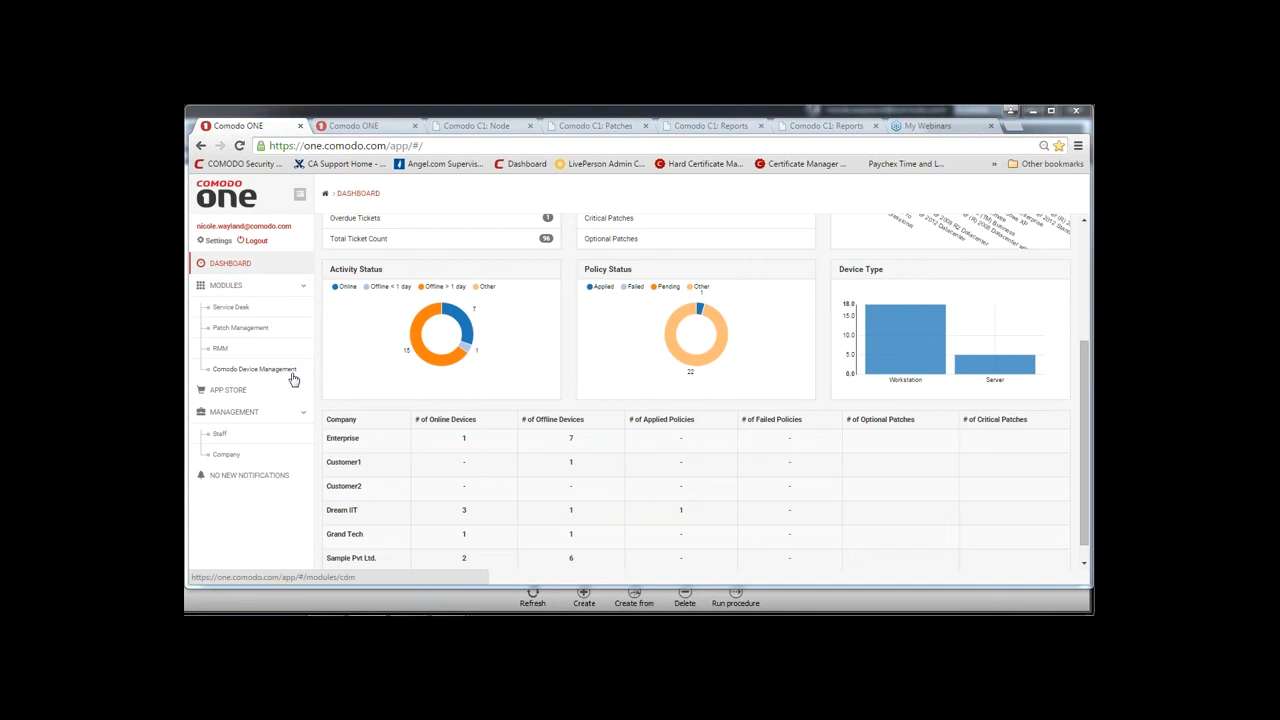 Comodo ONE
Comodo ONE
Comodo C1: Node
Comodo C1: Patches
Comodo C1: Reports
Comodo C1: Reports
My Webinars
https://one.comodo.com/app/#/
COMODO Security ...
CA Support Home - ...
Angel.com Supervis...
Dashboard
LivePerson Admin C...
Hard Certificate Ma...
Certificate Manager ...
Paychex Time and L...
» Other bookmarks
COMODO
one
nicole.wayland@comodo.com
Settings Logout
DASHBOARD
MODULES
Service Desk
Patch Management
RMM
Comodo Device Management
APP STORE
MANAGEMENT
Staff
Company
NO NEW NOTIFICATIONS
› DASHBOARD
Overdue Tickets 1
Total Ticket Count 96
Critical Patches
Optional Patches
Activity Status
Online Offline < 1 day Offline > 1 day Other
7
15 1
Policy Status
Applied Failed Pending Other
1
22
Device Type
18.0
15.0
10.0
5.0
0.0
Workstation Server
Company # of Online Devices # of Offline Devices # of Applied Policies # of Failed Policies # of Optional Patches # of Critical Patches
Enterprise 1 7 - -
Customer1 - 1 - -
Customer2 - - - -
Dream IIT 3 1 1 -
Grand Tech 1 1 - -
Sample Pvt Ltd. 2 6 - -
https://one.comodo.com/app/#/modules/cdm
Refresh Create Create from Delete Run procedure